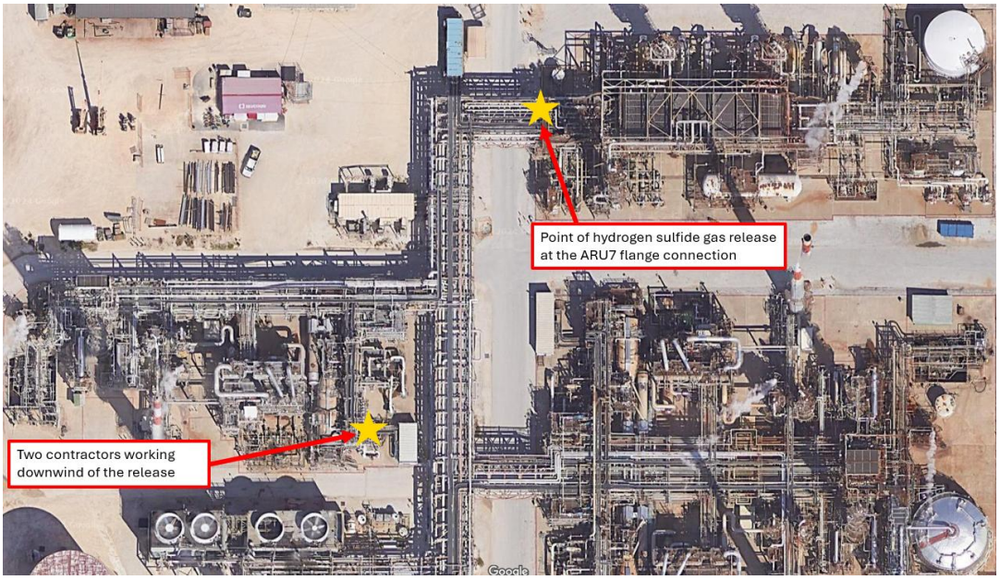 Point of hydrogen sulfide gas release
at the ARU7 flange connection
Two contractors working
downwind of the release
Google